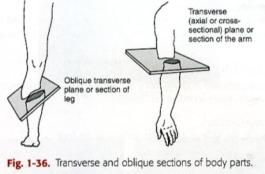 Transverse
(axial or cross-
sectional) plane or
section of the arm
Oblique transverse
plane or section of
leg
Fig. 1-36. Transverse and oblique sections of body parts.